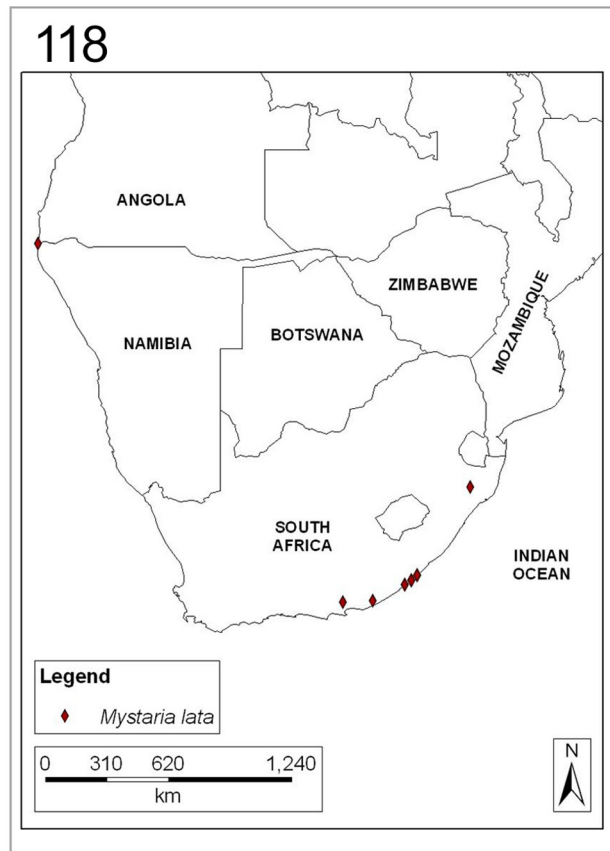 118
ANGOLA
ZIMBABWE
MOZAMBIQUE
NAMIBIA
BOTSWANA
SOUTH
AFRICA
INDIAN
OCEAN
Legend
Mystaria lata
0 310 620 1,240
km
N